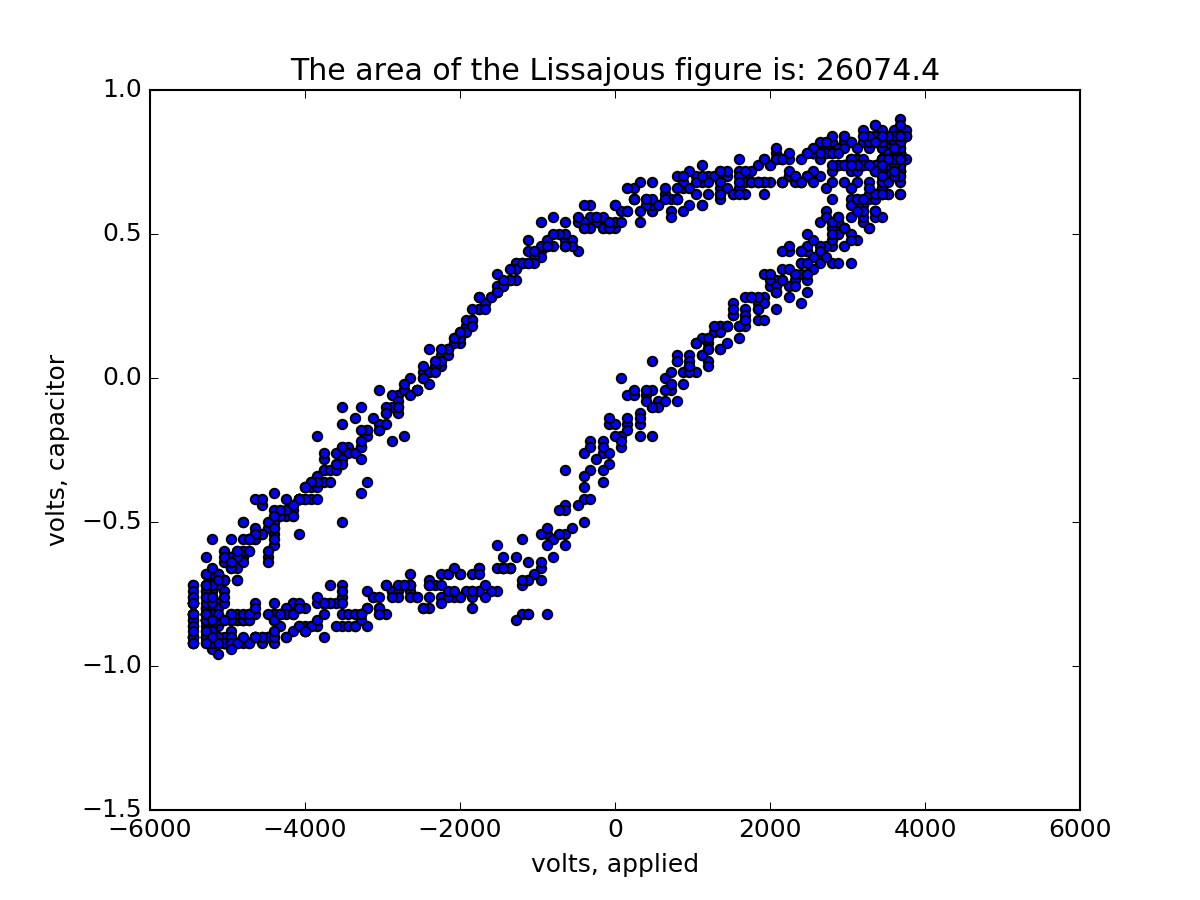 The area of the Lissajous figure is: 26074.4
1.0
0.5
0.0
−0.5
−1.0
−1.5
volts, capacitor
−6000 −4000 −2000 0 2000 4000 6000
volts, applied